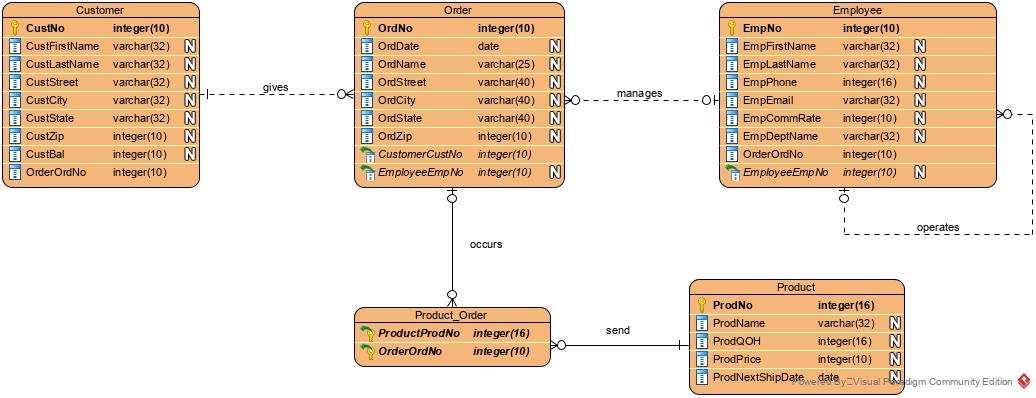 Customer
CustNo integer(10)
CustFirstName varchar(32) N
CustLastName varchar(32) N
CustStreet varchar(32) N
CustCity varchar(32) N
CustState varchar(32) N
CustZip integer(10) N
CustBal integer(10) N
OrderOrdNo integer(10)
gives
Order
OrdNo integer(10)
OrdDate date N
OrdName varchar(25) N
OrdStreet varchar(40) N
OrdCity varchar(40) N
OrdState varchar(40) N
OrdZip integer(10) N
CustomerCustNo integer(10)
EmployeeEmpNo integer(10) N
manages
Employee
EmpNo integer(10)
EmpFirstName varchar(32) N
EmpLastName varchar(32) N
EmpPhone integer(16) N
EmpEmail varchar(32) N
EmpCommRate integer(10) N
EmpDeptName varchar(32) N
OrderOrdNo integer(10)
EmployeeEmpNo integer(10) N
operates
occurs
Product_Order
ProductProdNo integer(16)
OrderOrdNo integer(10)
send
Product
ProdNo integer(16)
ProdName varchar(32) N
ProdQOH integer(16) N
ProdPrice integer(10) N
ProdNextShipDate date N
Powered By Visual Paradigm Community Edition